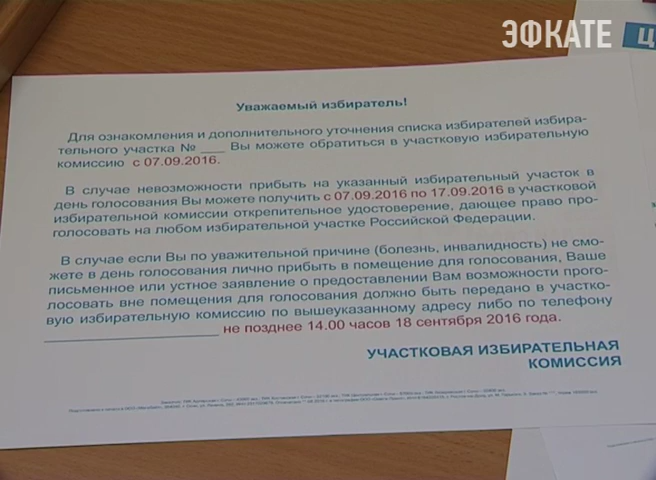 ЭФКАТЕ
Ц
Уважаемый избиратель!
Для ознакомления и дополнительного уточнения списка избирателей избира-
тельного участка № ___ Вы можете обратиться в участковую избирательную
комиссию с 07.09.2016.
В случае невозможности прибыть на указанный избирательный участок в
день голосования Вы можете получить с 07.09.2016 по 17.09.2016 в участковой
избирательной комиссии открепительное удостоверение, дающее право про-
голосовать на любом избирательном участке Российской Федерации.
В случае если Вы по уважительной причине (болезнь, инвалидность) не смо-
жете в день голосования лично прибыть в помещение для голосования, Ваше
письменное или устное заявление о предоставлении Вам возможности прого-
лосовать вне помещения для голосования должно быть передано в участко-
вую избирательную комиссию по вышеуказанному адресу либо по телефону
____________________ не позднее 14.00 часов 18 сентября 2016 года.
УЧАСТКОВАЯ ИЗБИРАТЕЛЬНАЯ
КОМИССИЯ